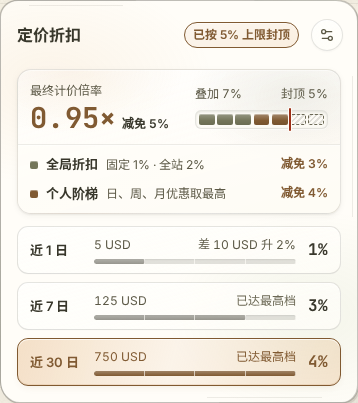 定价折扣
已按 5% 上限封顶
最终计价倍率
叠加 7% 封顶 5%
0.95× 减免 5%
全局折扣 固定 1% · 全站 2% 减免 3%
个人阶梯 日、周、月优惠取最高 减免 4%
近 1 日 5 USD 差 10 USD 升 2% 1%
近 7 日 125 USD 已达最高档 3%
近 30 日 750 USD 已达最高档 4%